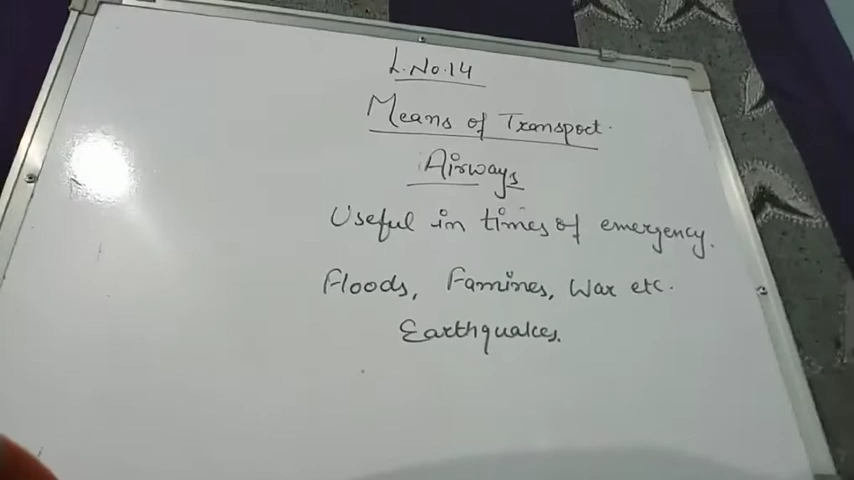 L.No.14
Means of Transport.
Airways
Useful in times of emergency.
Floods, Famines, War etc.
Earthquakes.